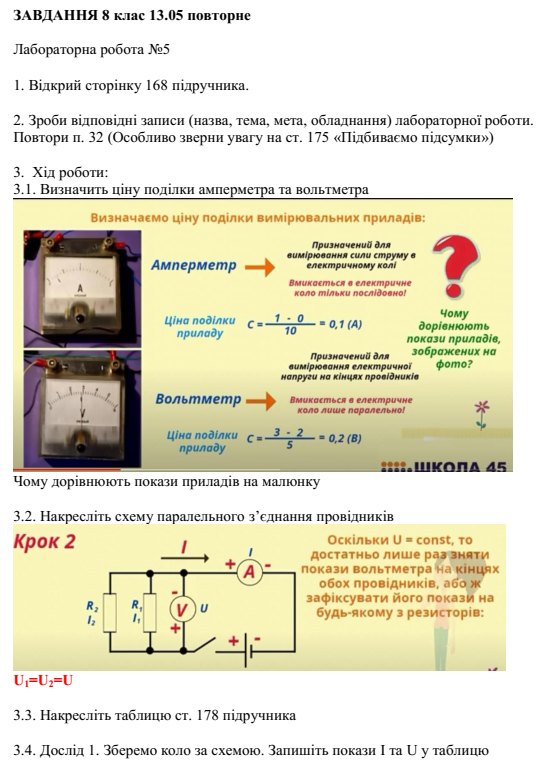 ЗАВДАННЯ 8 клас 13.05 повторне
Лабораторна робота №5
1. Відкрий сторінку 168 підручника.
2. Зроби відповідні записи (назва, тема, мета, обладнання) лабораторної роботи.
Повтори п. 32 (Особливо зверни увагу на ст. 175 «Підбиваємо підсумки»)
3. Хід роботи:
3.1. Визначить ціну поділки амперметра та вольтметра
Визначаємо ціну поділки вимірювальних приладів:
A
Амперметр
Призначений для
вимірювання сили струму в
електричному колі
Вмикається в електричне
коло тільки послідовно!
Ціна поділки
приладу
C = 1 - 0 / 10 = 0,1 (А)
V
Вольтметр
Призначений для
вимірювання електричної
напруги на кінцях провідників
Вмикається в електричне
коло лише паралельно!
Ціна поділки
приладу
C = 3 - 2 / 5 = 0,2 (В)
?
Чому
дорівнюють
покази приладів,
зображених на
фото?
ШКОЛА 45
Чому дорівнюють покази приладів на малюнку
3.2. Накресліть схему паралельного з’єднання провідників
Крок 2
I
I
+ A -
R₂
I₂
R₁
I₁
-
V U
+
+ -
Оскільки U = const, то
достатньо лише раз зняти
покази вольтметра на кінцях
обох провідників, або ж
зафіксувати його покази на
будь-якому з резисторів:
U₁=U₂=U
3.3. Накресліть таблицю ст. 178 підручника
3.4. Дослід 1. Зберемо коло за схемою. Запишіть покази I та U у таблицю